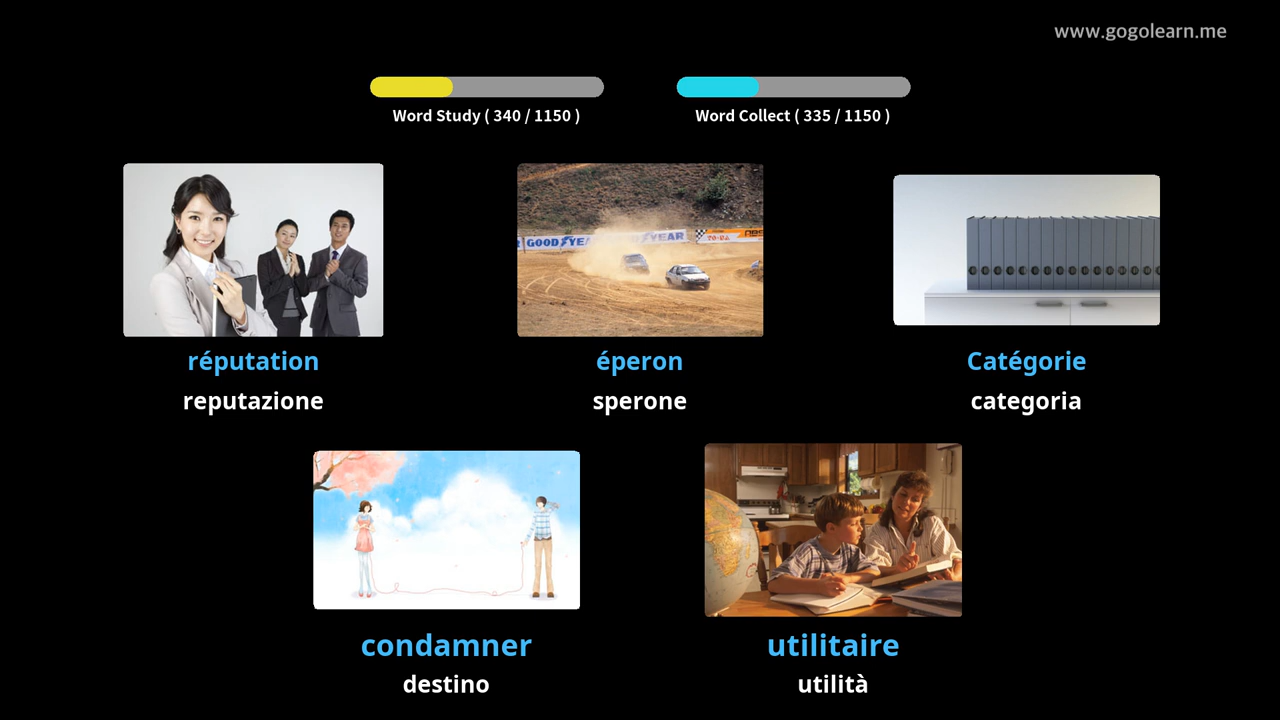 www.gogolearn.me
Word Study ( 340 / 1150 )
Word Collect ( 335 / 1150 )
GOODYEAR
réputation
éperon
Catégorie
reputazione
sperone
categoria
condamner
utilitaire
destino
utilità